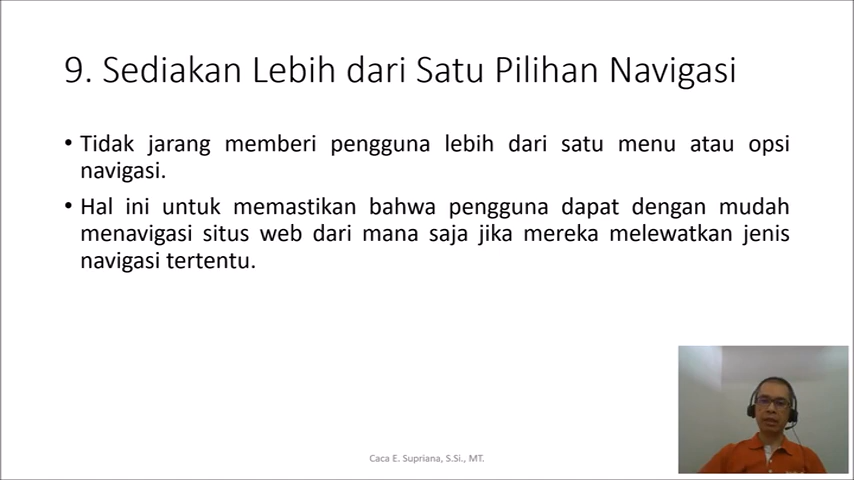 9. Sediakan Lebih dari Satu Pilihan Navigasi
• Tidak jarang memberi pengguna lebih dari satu menu atau opsi
navigasi.
• Hal ini untuk memastikan bahwa pengguna dapat dengan mudah
menavigasi situs web dari mana saja jika mereka melewatkan jenis
navigasi tertentu.
Caca E. Supriana, S.Si., MT.